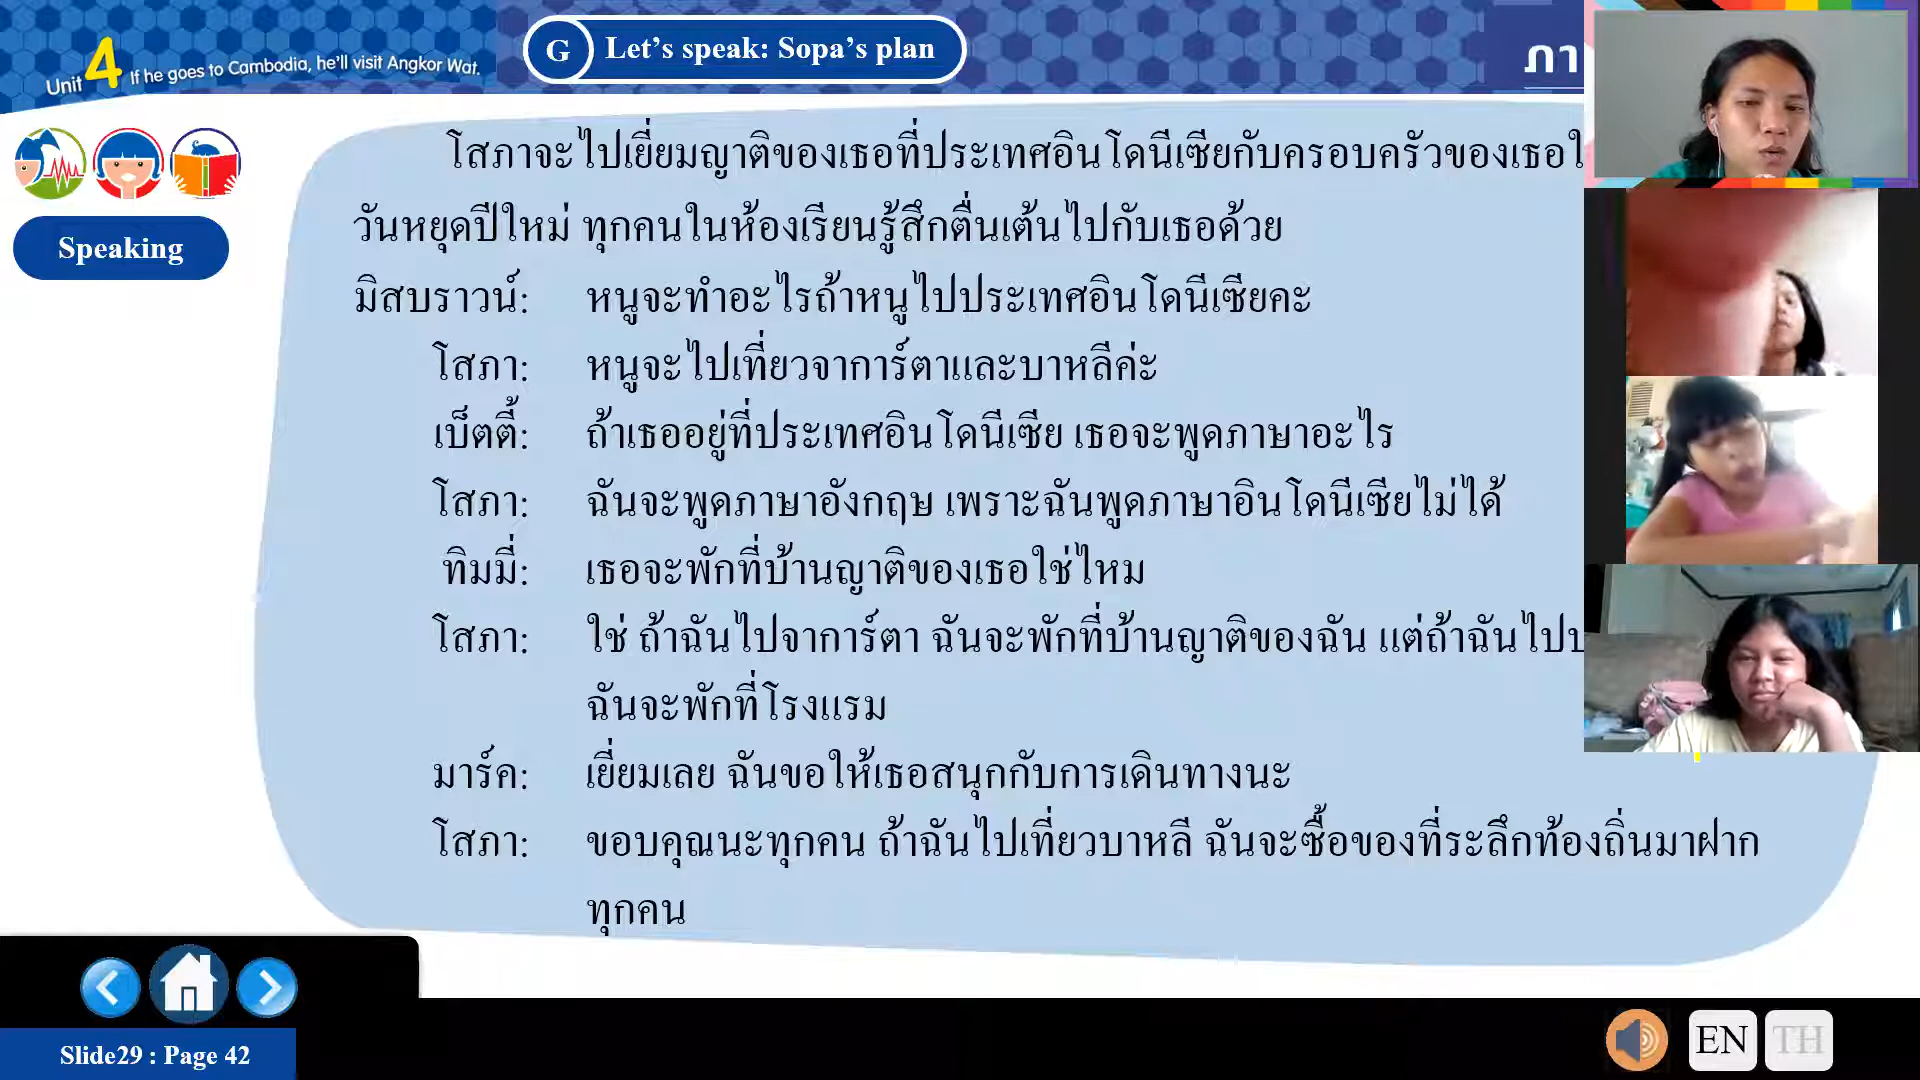 Unit 4 If he goes to Cambodia, he'll visit Angkor Wat.
G Let's speak: Sopa's plan
ภา
Speaking
โสภาจะไปเยี่ยมญาติของเธอที่ประเทศอินโดนีเซียกับครอบครัวของเธอใ
วันหยุดปีใหม่ ทุกคนในห้องเรียนรู้สึกตื่นเต้นไปกับเธอด้วย
มิสบราวน์: หนูจะทำอะไรถ้าหนูไปประเทศอินโดนีเซียคะ
โสภา: หนูจะไปเที่ยวจาการ์ตาและบาหลีค่ะ
เบ็ตตี้: ถ้าเธออยู่ที่ประเทศอินโดนีเซีย เธอจะพูดภาษาอะไร
โสภา: ฉันจะพูดภาษาอังกฤษ เพราะฉันพูดภาษาอินโดนีเซียไม่ได้
ทิมมี่: เธอจะพักที่บ้านญาติของเธอใช่ไหม
โสภา: ใช่ ถ้าฉันไปจาการ์ตา ฉันจะพักที่บ้านญาติของฉัน แต่ถ้าฉันไป
ฉันจะพักที่โรงแรม
มาร์ค: เยี่ยมเลย ฉันขอให้เธอสนุกกับการเดินทางนะ
โสภา: ขอบคุณนะทุกคน ถ้าฉันไปเที่ยวบาหลี ฉันจะซื้อของที่ระลึกท้องถิ่นมาฝาก
ทุกคน
Slide29 : Page 42
EN TH